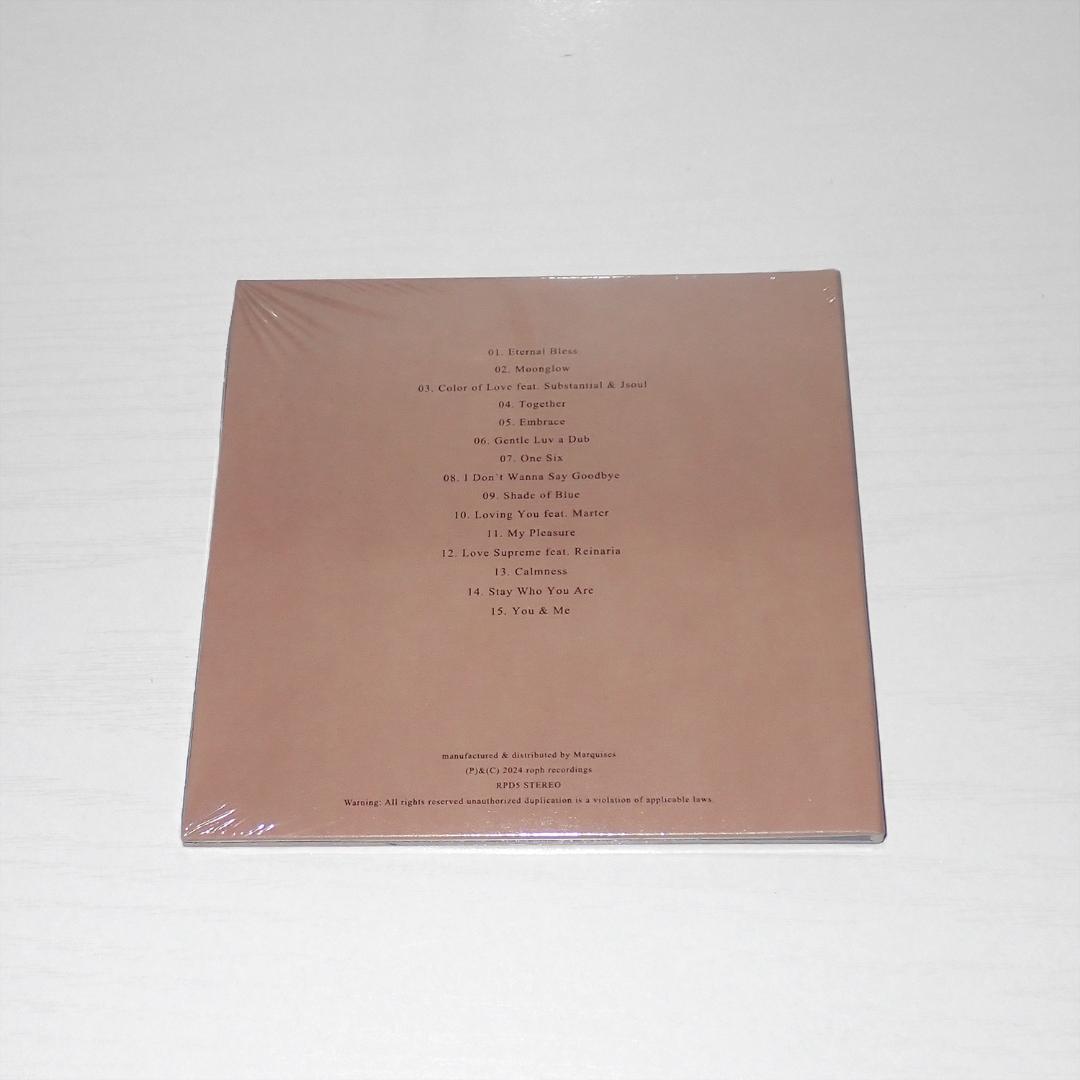 01. Eternal Bless
02. Moonglow
03. Color of Love feat. Substantial & Jsoul
04. Together
05. Embrace
06. Gentle Luv a Dub
07. One Six
08. I Don't Wanna Say Goodbye
09. Shade of Blue
10. Loving You feat. Marter
11. My Pleasure
12. Love Supreme feat. Reinaria
13. Calmness
14. Stay Who You Are
15. You & Me
manufactured & distributed by Marquises
(P)&(C) 2024 roph recordings
RPD5 STEREO
Warning: All rights reserved unauthorized duplication is a violation of applicable laws.